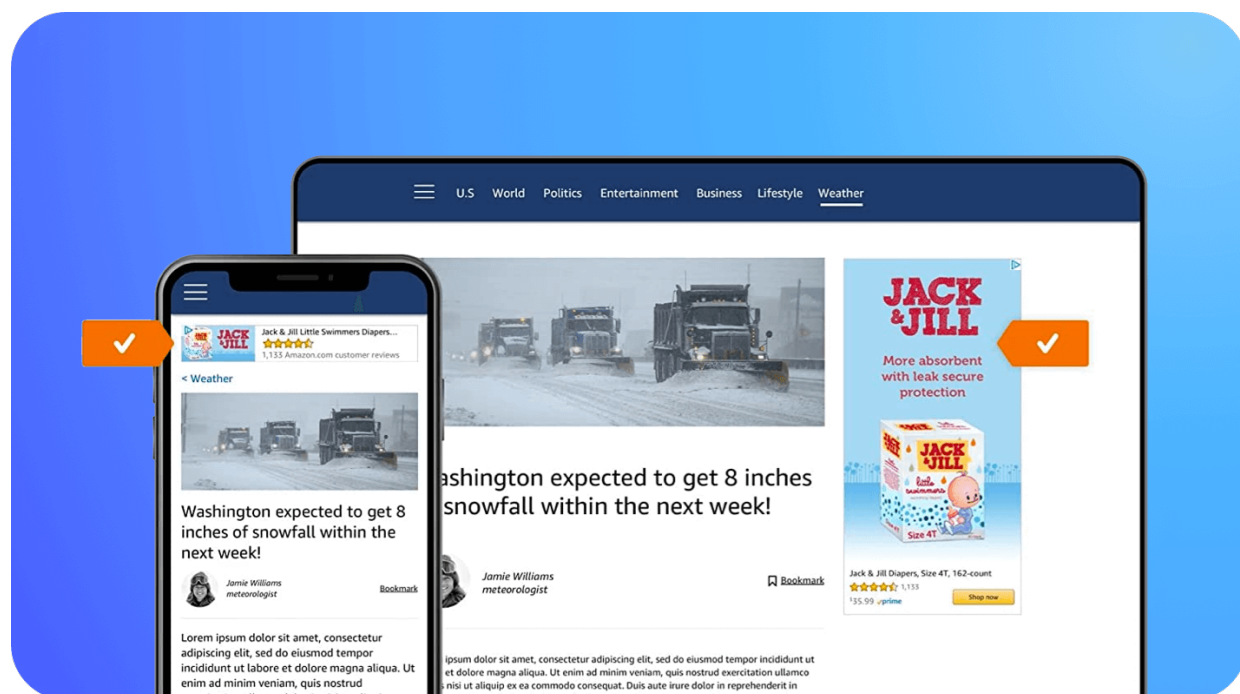 U.S World Politics Entertainment Business Lifestyle Weather
JACK
& JILL
Jack & Jill Little Swimmers Diapers...
1,133 Amazon.com customer reviews
< Weather
Washington expected to get 8
inches of snowfall within the
next week!
Jamie Williams
meteorologist
Bookmark
Lorem ipsum dolor sit amet, consectetur
adipiscing elit, sed do eiusmod tempor
incididunt ut labore et dolore magna aliqua. Ut
enim ad minim veniam, quis nostrud
ashington expected to get 8 inches
snowfall within the next week!
Jamie Williams
meteorologist
Bookmark
ipsum dolor sit amet, consectetur adipiscing elit, sed do eiusmod tempor incididunt ut
et dolore magna aliqua. Ut enim ad minim veniam, quis nostrud exercitation ullamco
nisi ut aliquip ex ea commodo consequat. Duis aute irure dolor in reprehenderit in
JACK
& JILL
More absorbent
with leak secure
protection
JACK
& JILL
little
swimmers
Size 4T
Jack & Jill Diapers, Size 4T, 162-count
1,133
$35.99 prime
Shop now